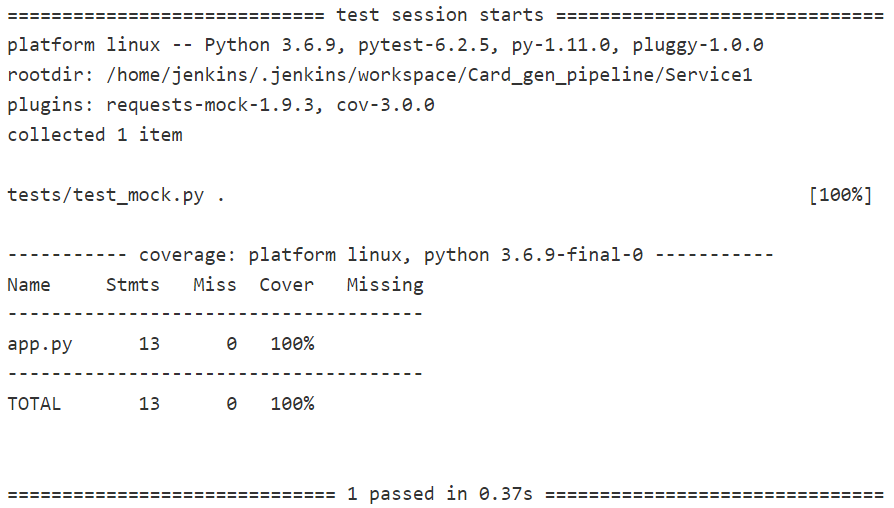 ============================= test session starts ==============================
platform linux -- Python 3.6.9, pytest-6.2.5, py-1.11.0, pluggy-1.0.0
rootdir: /home/jenkins/.jenkins/workspace/Card_gen_pipeline/Service1
plugins: requests-mock-1.9.3, cov-3.0.0
collected 1 item
tests/test_mock.py .                                                     [100%]
----------- coverage: platform linux, python 3.6.9-final-0 -----------
Name     Stmts   Miss  Cover   Missing
--------------------------------------
app.py      13      0   100%
--------------------------------------
TOTAL       13      0   100%
============================== 1 passed in 0.37s ===============================